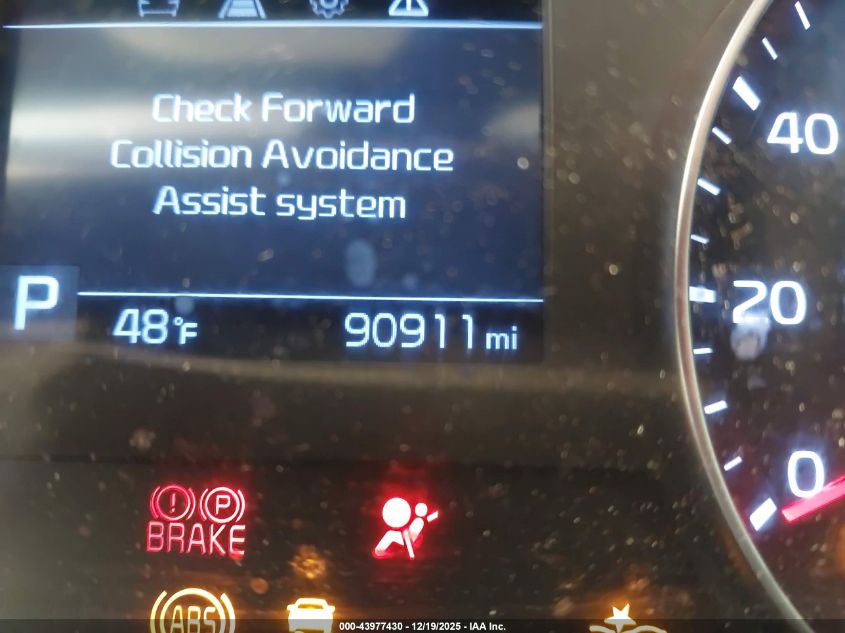 Check Forward
Collision Avoidance
Assist system
P
48°F
90911 mi
40
20
0
(!) (P)
BRAKE
ABS
000-43977430 - 12/19/2025 - IAA Inc.